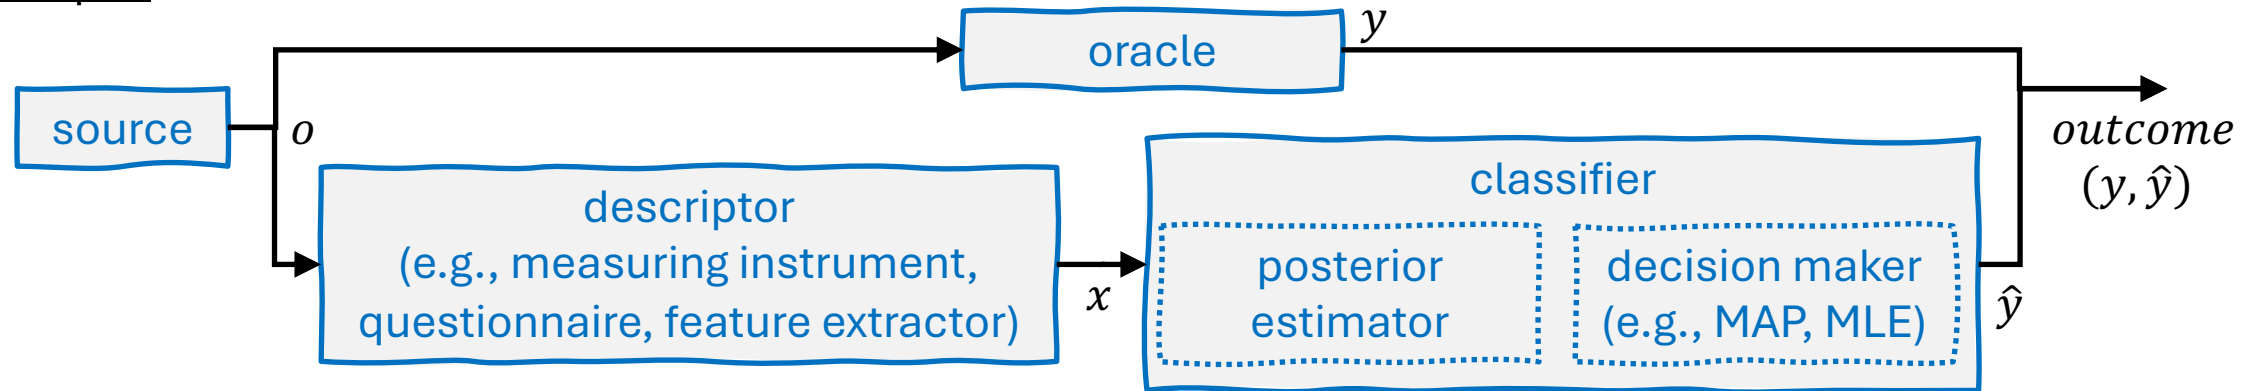 oracle
y
source
o
outcome
(y, ŷ)
descriptor
(e.g., measuring instrument,
questionnaire, feature extractor)
x
classifier
posterior
estimator
decision maker
(e.g., MAP, MLE)
ŷ